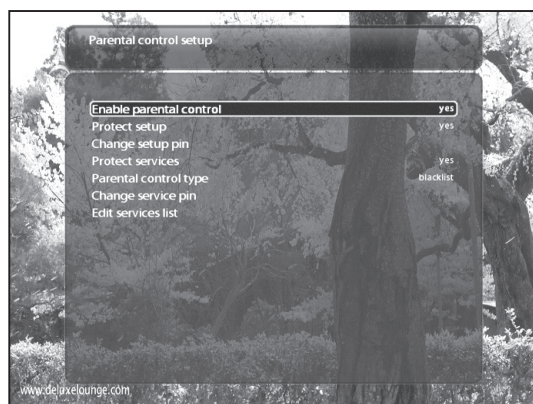 Parental control setup
Enable parental control yes
Protect setup yes
Change setup pin
Protect services yes
Parental control type blacklist
Change service pin
Edit services list
www.deluxelounge.com